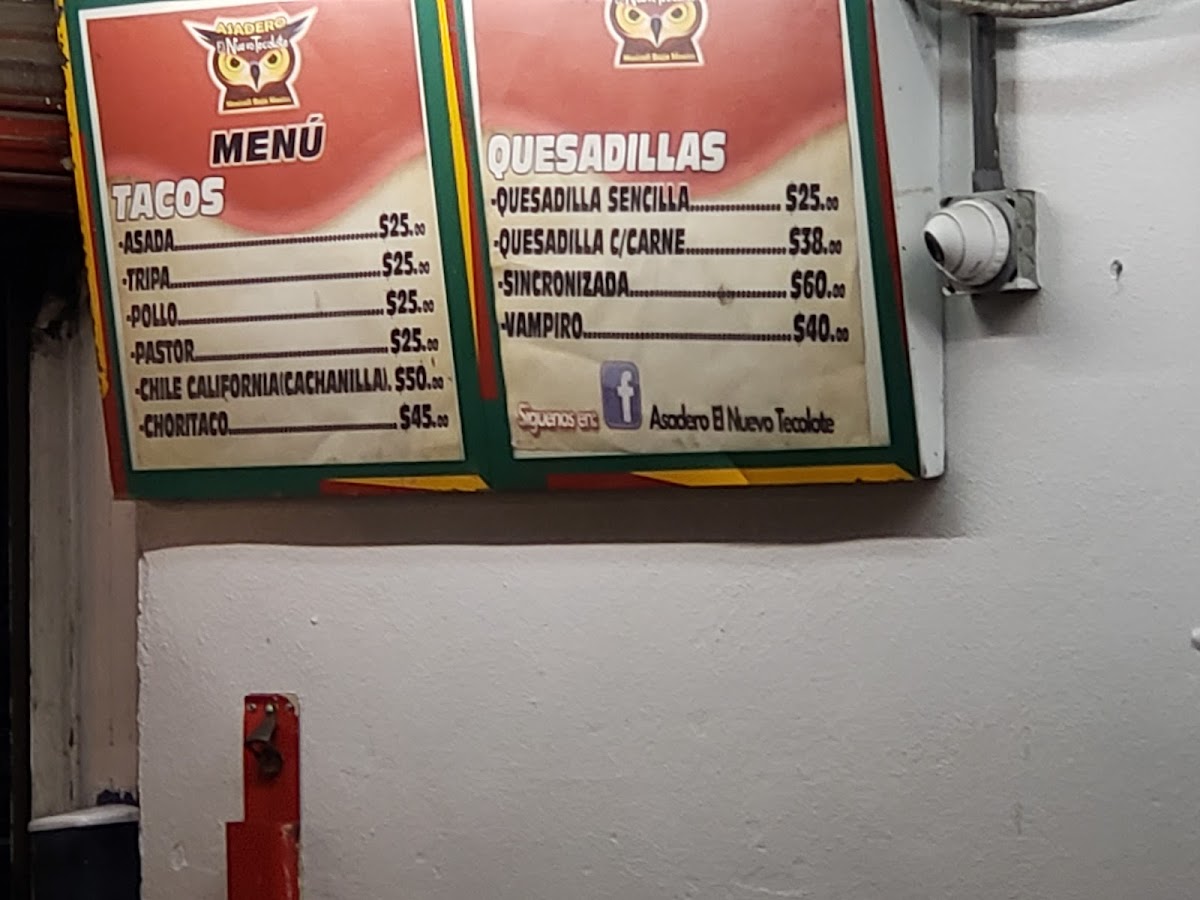 ASADERO
El Nuevo Tecolote
MENÚ
TACOS
-ASADA $25.00
-TRIPA $25.00
-POLLO $25.00
-PASTOR $25.00
-CHILE CALIFORNIA(CACHANILLA). $50.00
-CHORITACO $45.00
QUESADILLAS
-QUESADILLA SENCILLA $25.00
-QUESADILLA C/CARNE $38.00
-SINCRONIZADA $60.00
-VAMPIRO $40.00
Siguenos en: f Asadero El Nuevo Tecolote